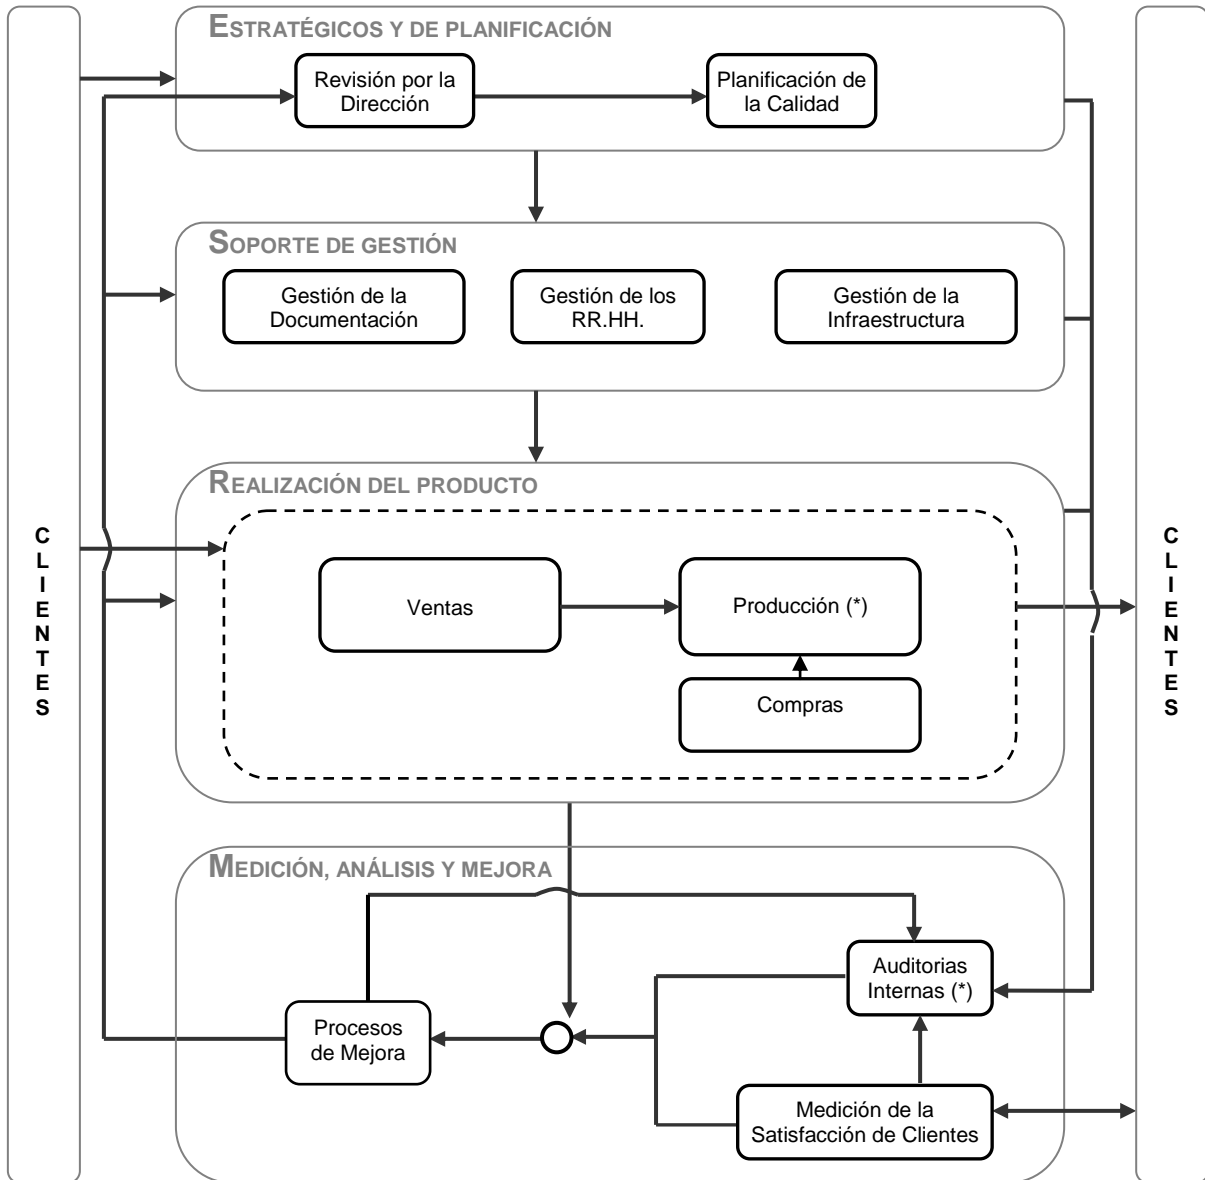 ESTRATÉGICOS Y DE PLANIFICACIÓN
Revisión por la
Dirección
Planificación de
la Calidad
SOPORTE DE GESTIÓN
Gestión de la
Documentación
Gestión de los
RR.HH.
Gestión de la
Infraestructura
REALIZACIÓN DEL PRODUCTO
CLIENTES
Ventas
Producción (*)
Compras
CLIENTES
MEDICIÓN, ANÁLISIS Y MEJORA
Auditorias
Internas (*)
Procesos
de Mejora
Medición de la
Satisfacción de Clientes